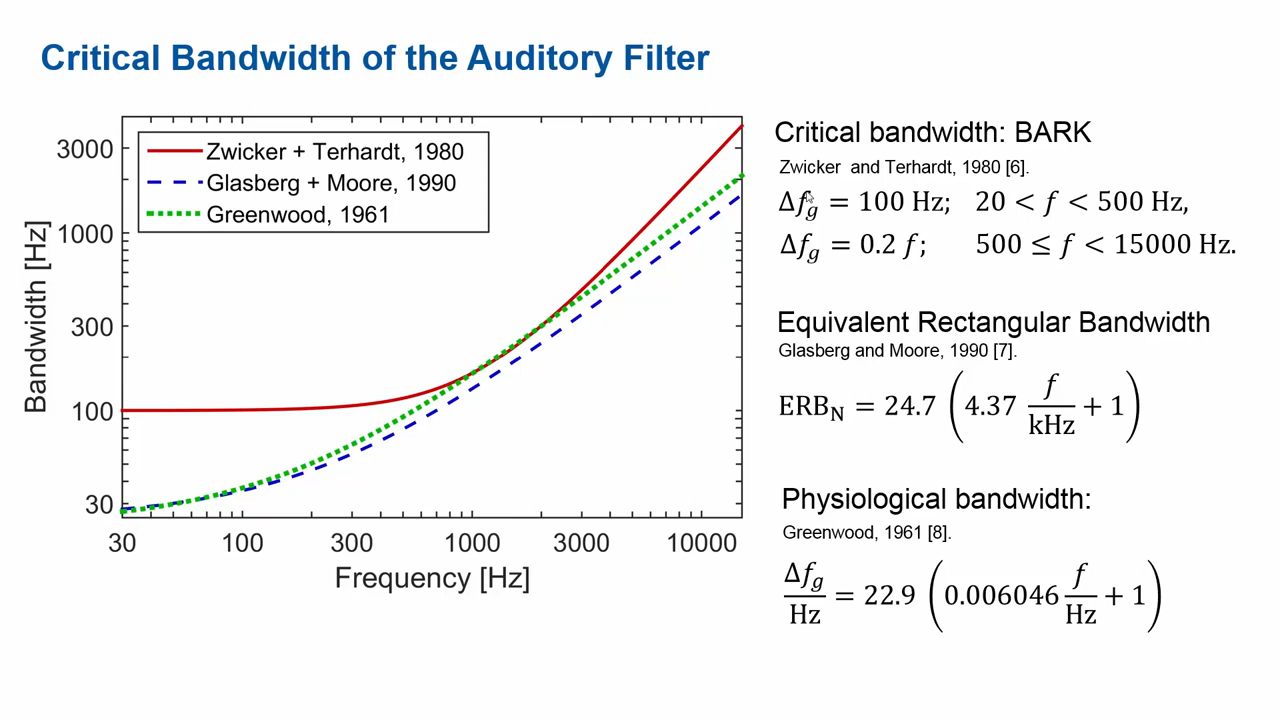 Critical Bandwidth of the Auditory Filter
Zwicker + Terhardt, 1980
Glasberg + Moore, 1990
Greenwood, 1961
3000
1000
300
100
30
Bandwidth [Hz]
30 100 300 1000 3000 10000
Frequency [Hz]
Critical bandwidth: BARK
Zwicker and Terhardt, 1980 [6].
Δf_g = 100 Hz; 20 < f < 500 Hz,
Δf_g = 0.2 f; 500 ≤ f < 15000 Hz.
Equivalent Rectangular Bandwidth
Glasberg and Moore, 1990 [7].
ERB_N = 24.7 (4.37 f/kHz + 1)
Physiological bandwidth:
Greenwood, 1961 [8].
Δf_g/Hz = 22.9 (0.006046 f/Hz + 1)